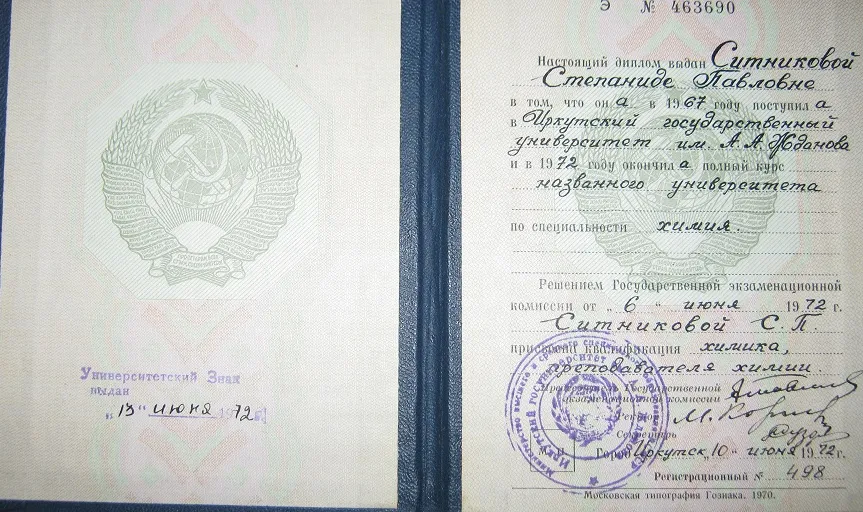 Университетский Знак
выдан
„13“ июня 1972 г.
Э № 463690
Настоящий диплом выдан Ситниковой
Степаниде Павловне
в том, что он а в 1967 году поступил а
в Иркутский государственный
университет им. А. А. Жданова
и в 1972 году окончил а полный курс
названного университета
по специальности химия.
Решением Государственной экзаменационной
комиссии от „6“ июня 1972 г.
Ситниковой С. П.
присвоена квалификация химика,
преподавателя химии.
Председатель Государственной
экзаменационной комиссии
Ректор
Секретарь
Город Иркутск „10“ июня 1972 г.
Регистрационный № 498
Московская типография Гознака. 1970.